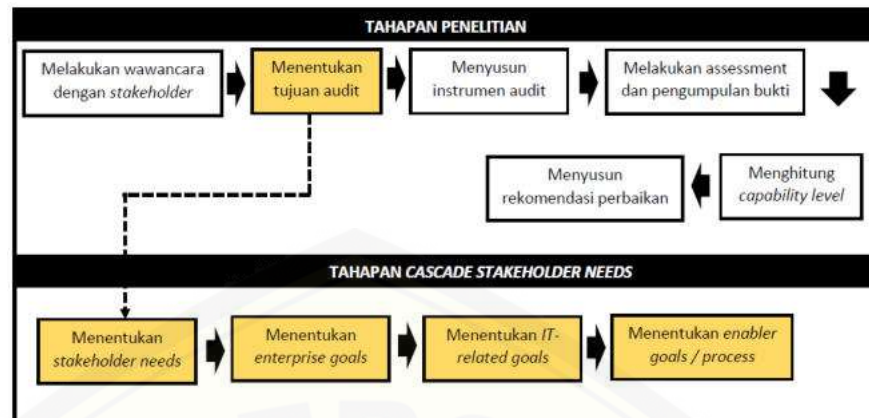 TAHAPAN PENELITIAN
Melakukan wawancara
dengan stakeholder
Menentukan
tujuan audit
Menyusun
instrumen audit
Melakukan assessment
dan pengumpulan bukti
Menghitung
capability level
Menyusun
rekomendasi perbaikan
TAHAPAN CASCADE STAKEHOLDER NEEDS
Menentukan
stakeholder needs
Menentukan
enterprise goals
Menentukan IT-
related goals
Menentukan enabler
goals / process